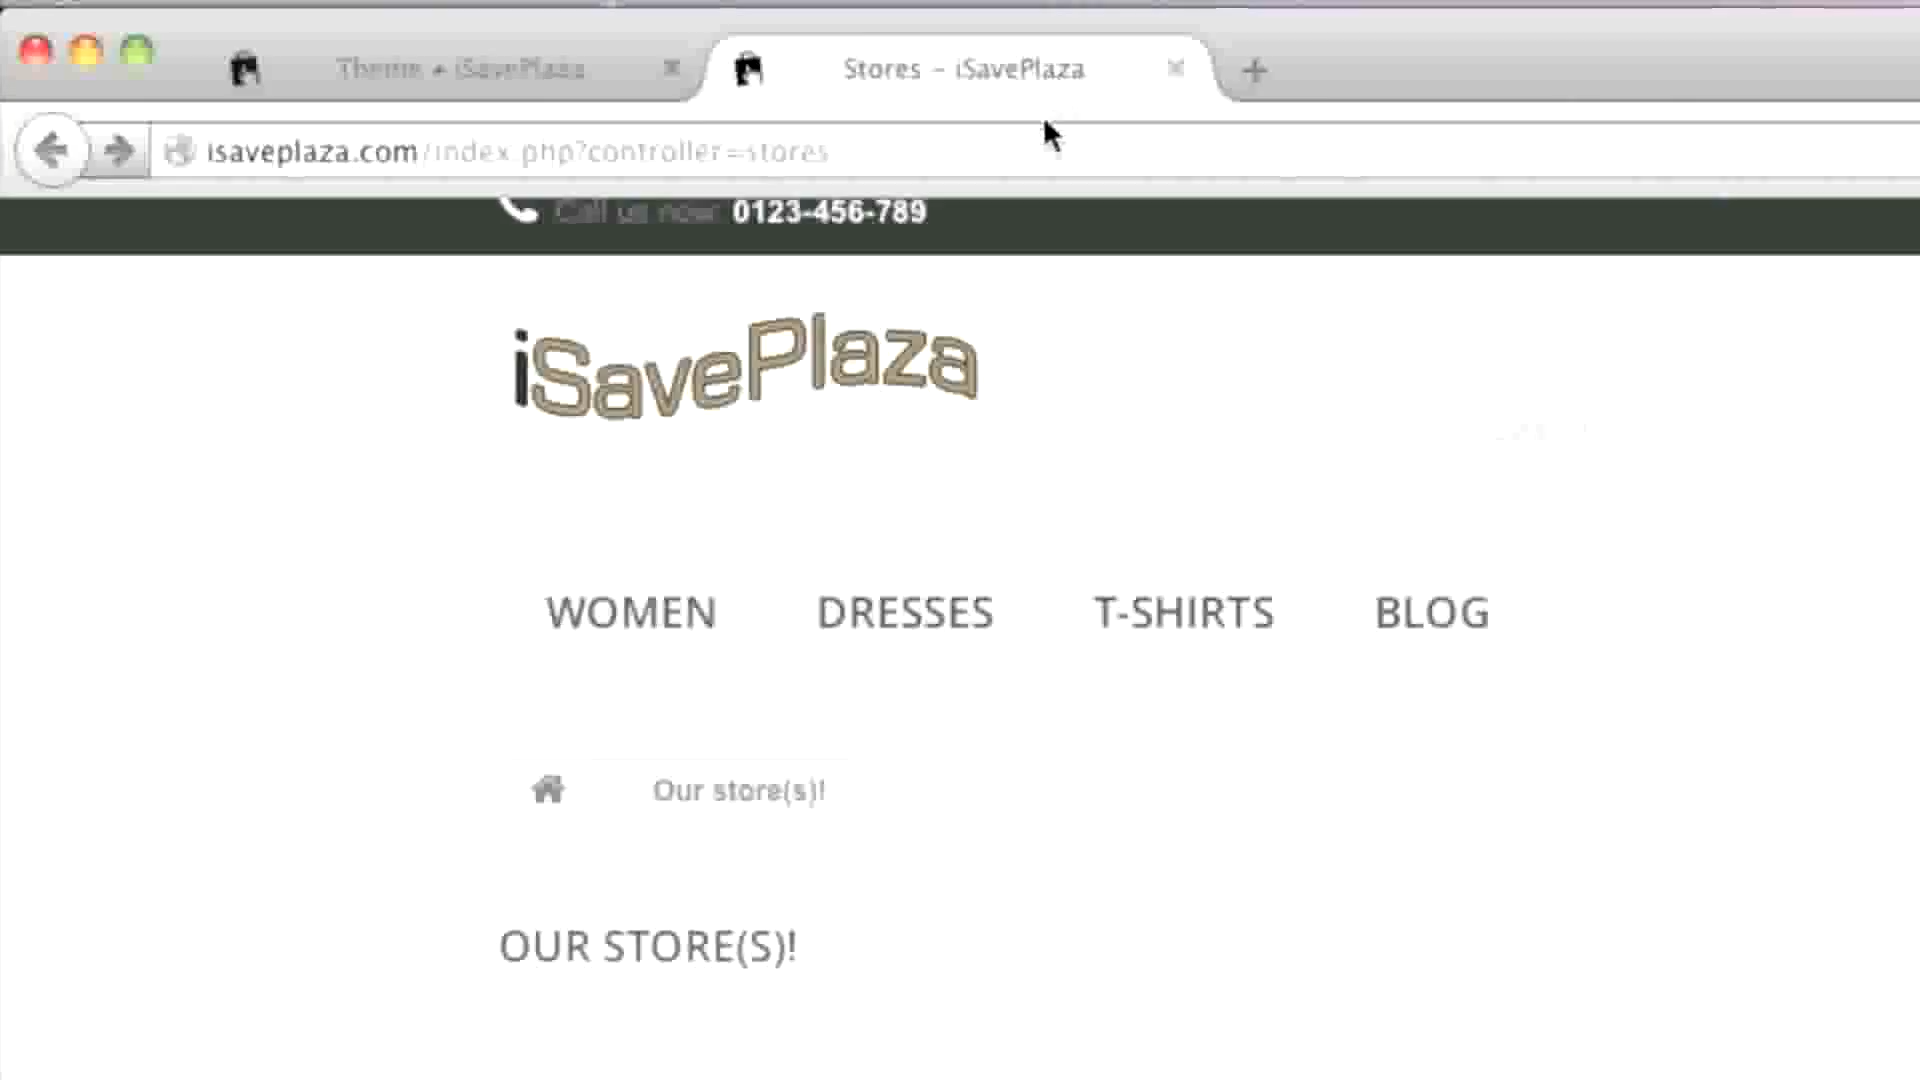 Theme • iSavePlaza
Stores – iSavePlaza
isaveplaza.com/index.php?controller=stores
Call us now: 0123-456-789
iSavePlaza
WOMEN DRESSES T-SHIRTS BLOG
Our store(s)!
OUR STORE(S)!